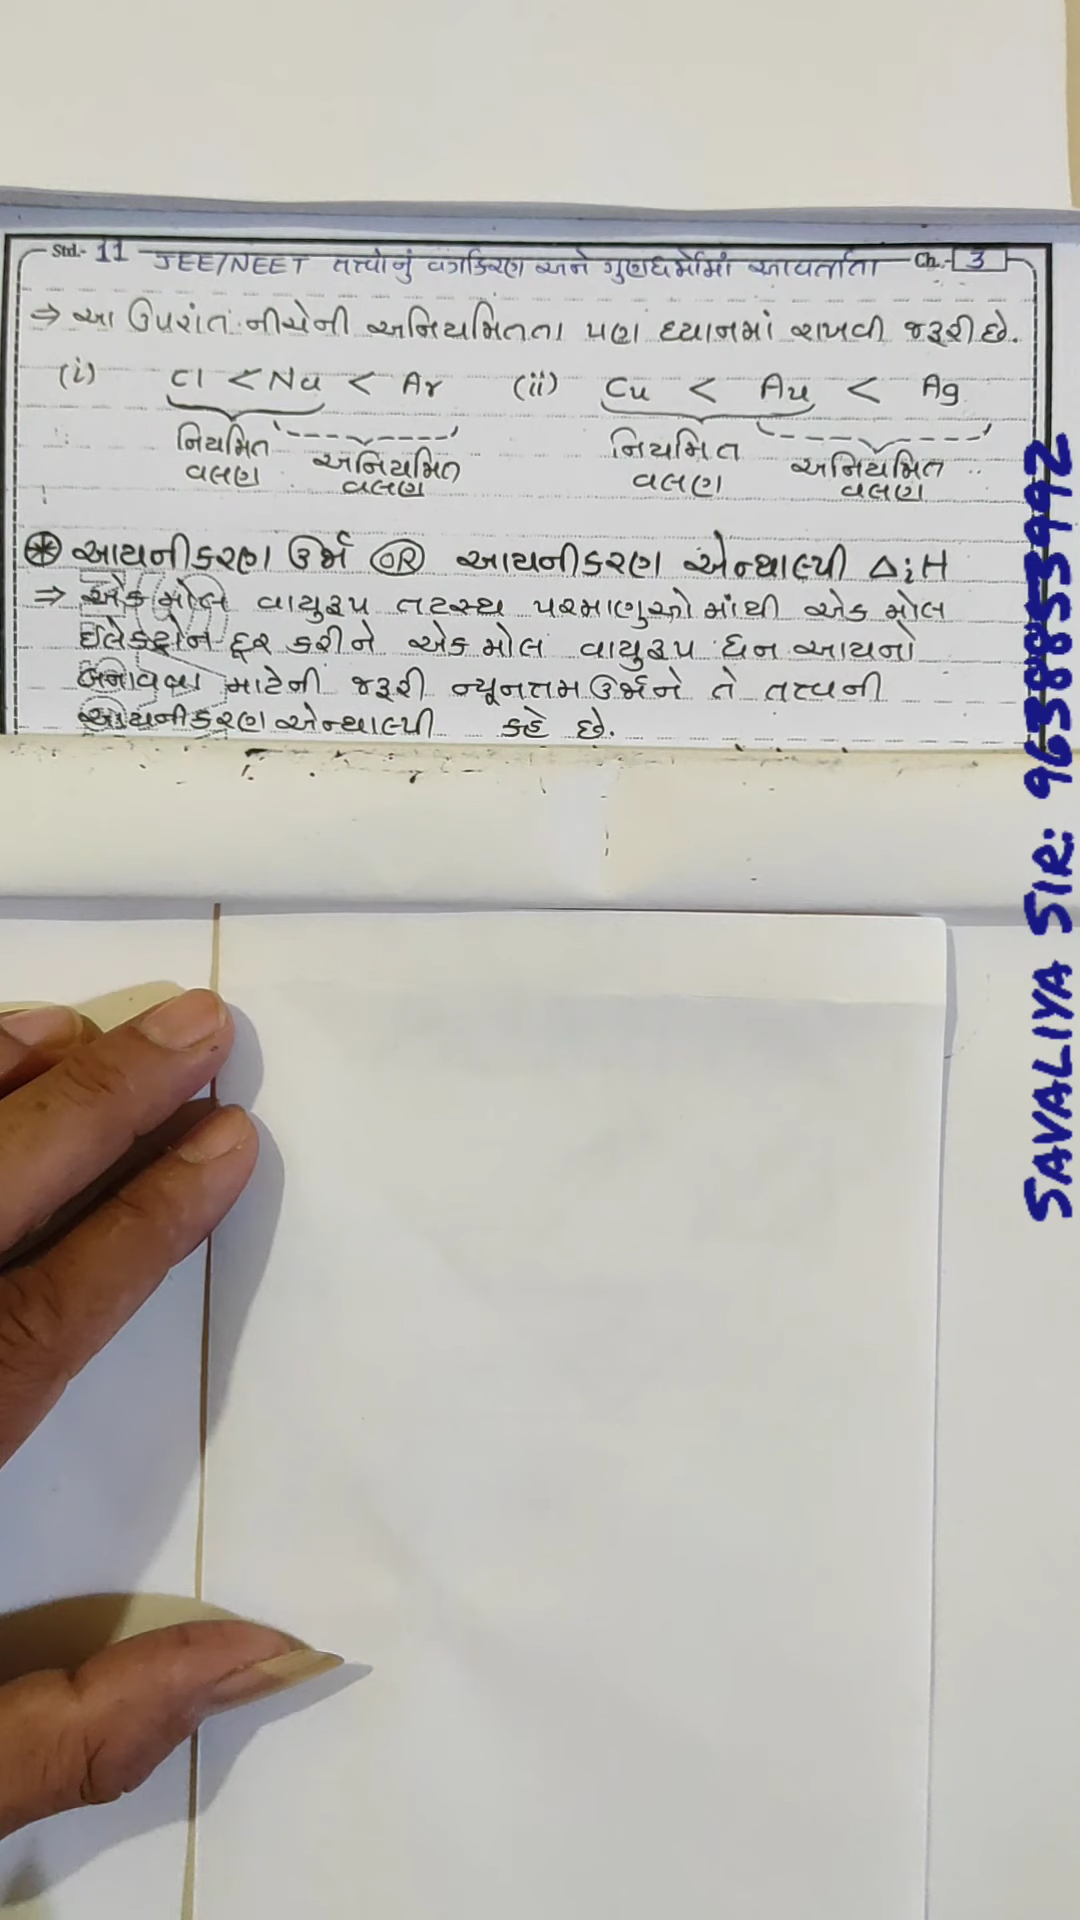 Std.- 11 JEE/NEET તત્ત્વોનું વર્ગીકરણ અને ગુણધર્મોમાં આવર્તીતા Ch.- 3
⇒ આ ઉપરાંત નીચેની અનિયમિતતા પણ ધ્યાનમાં રાખવી જરૂરી છે.
(i) Cl < Na < Ar (ii) Cu < Au < Ag
નિયમિત વલણ અનિયમિત વલણ નિયમિત વલણ અનિયમિત વલણ
⊛ આયનીકરણ ઉર્જા OR આયનીકરણ એન્થાલ્પી ΔiH
⇒ એક મોલ વાયુરૂપ તટસ્થ પરમાણુઓમાંથી એક મોલ
ઇલેક્ટ્રોન દૂર કરીને એક મોલ વાયુરૂપ ધન આયનો
બનાવવા માટેની જરૂરી ન્યૂનત્તમ ઉર્જાને તે તત્ત્વની
આયનીકરણ એન્થાલ્પી કહે છે.
SAVALIYA SIR: 9638853992